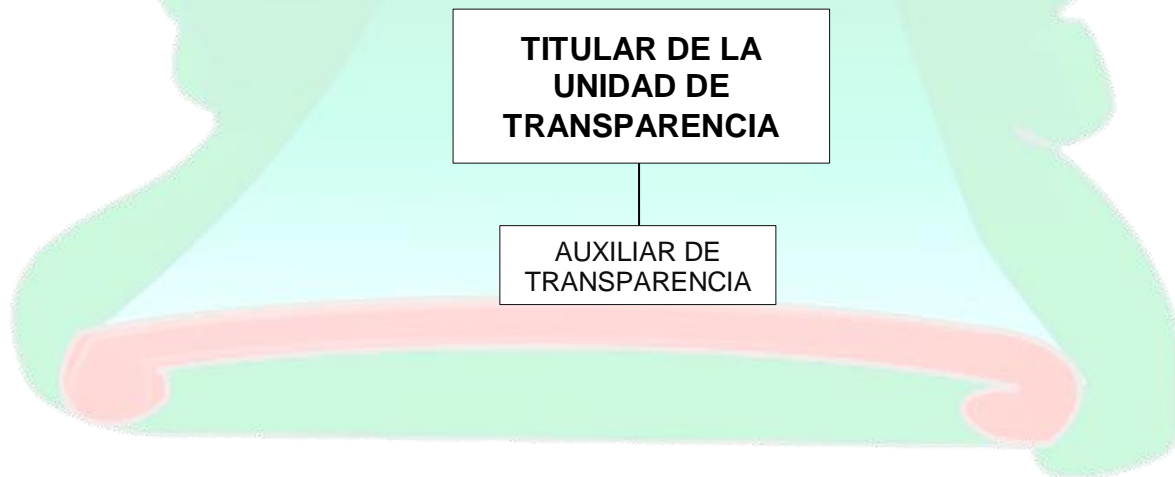 TITULAR DE LA
UNIDAD DE
TRANSPARENCIA
AUXILIAR DE
TRANSPARENCIA